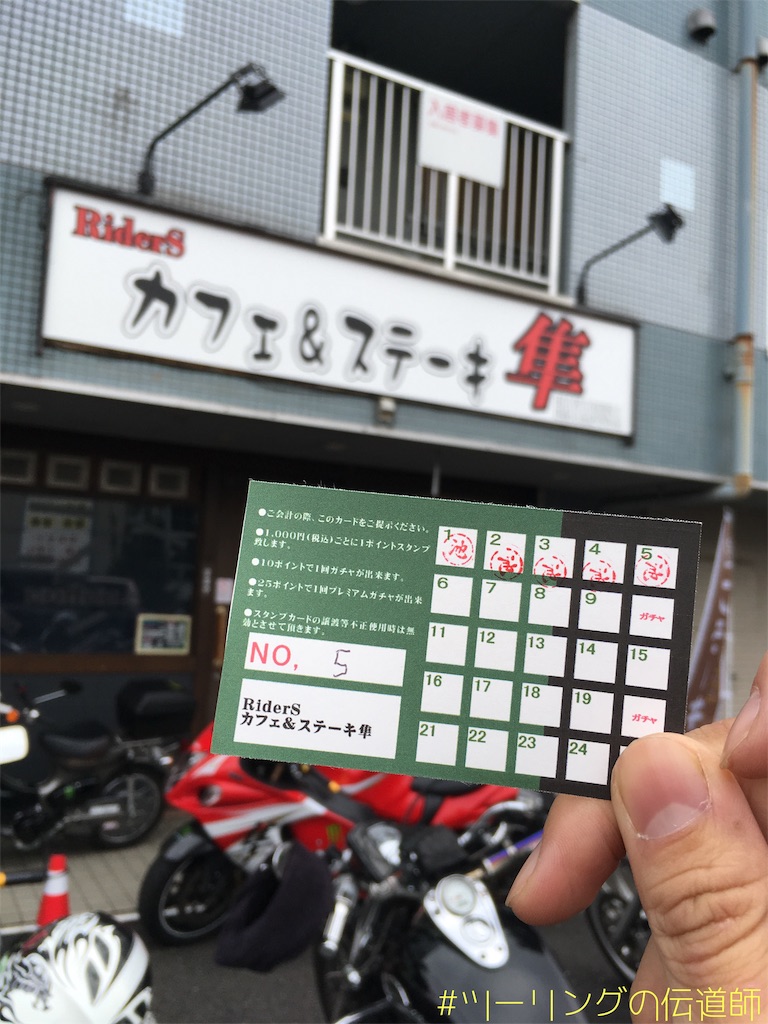 入居者募集
RiderS
カフェ&ステーキ 隼
●ご会計の際、このカードをご提示ください。
●1,000円(税込)ごとに1ポイントスタンプ
致します。
●10ポイントで1回ガチャが出来ます。
●25ポイントで1回プレミアムガチャが出来
ます。
●スタンプカードの譲渡等不正使用時は無
効とさせて頂きます。
NO, 5
RiderS
カフェ&ステーキ隼
1 2 3 4 5
池
6 7 8 9 ガチャ
11 12 13 14 15
16 17 18 19 ガチャ
21 22 23 24
#ツーリングの伝道師